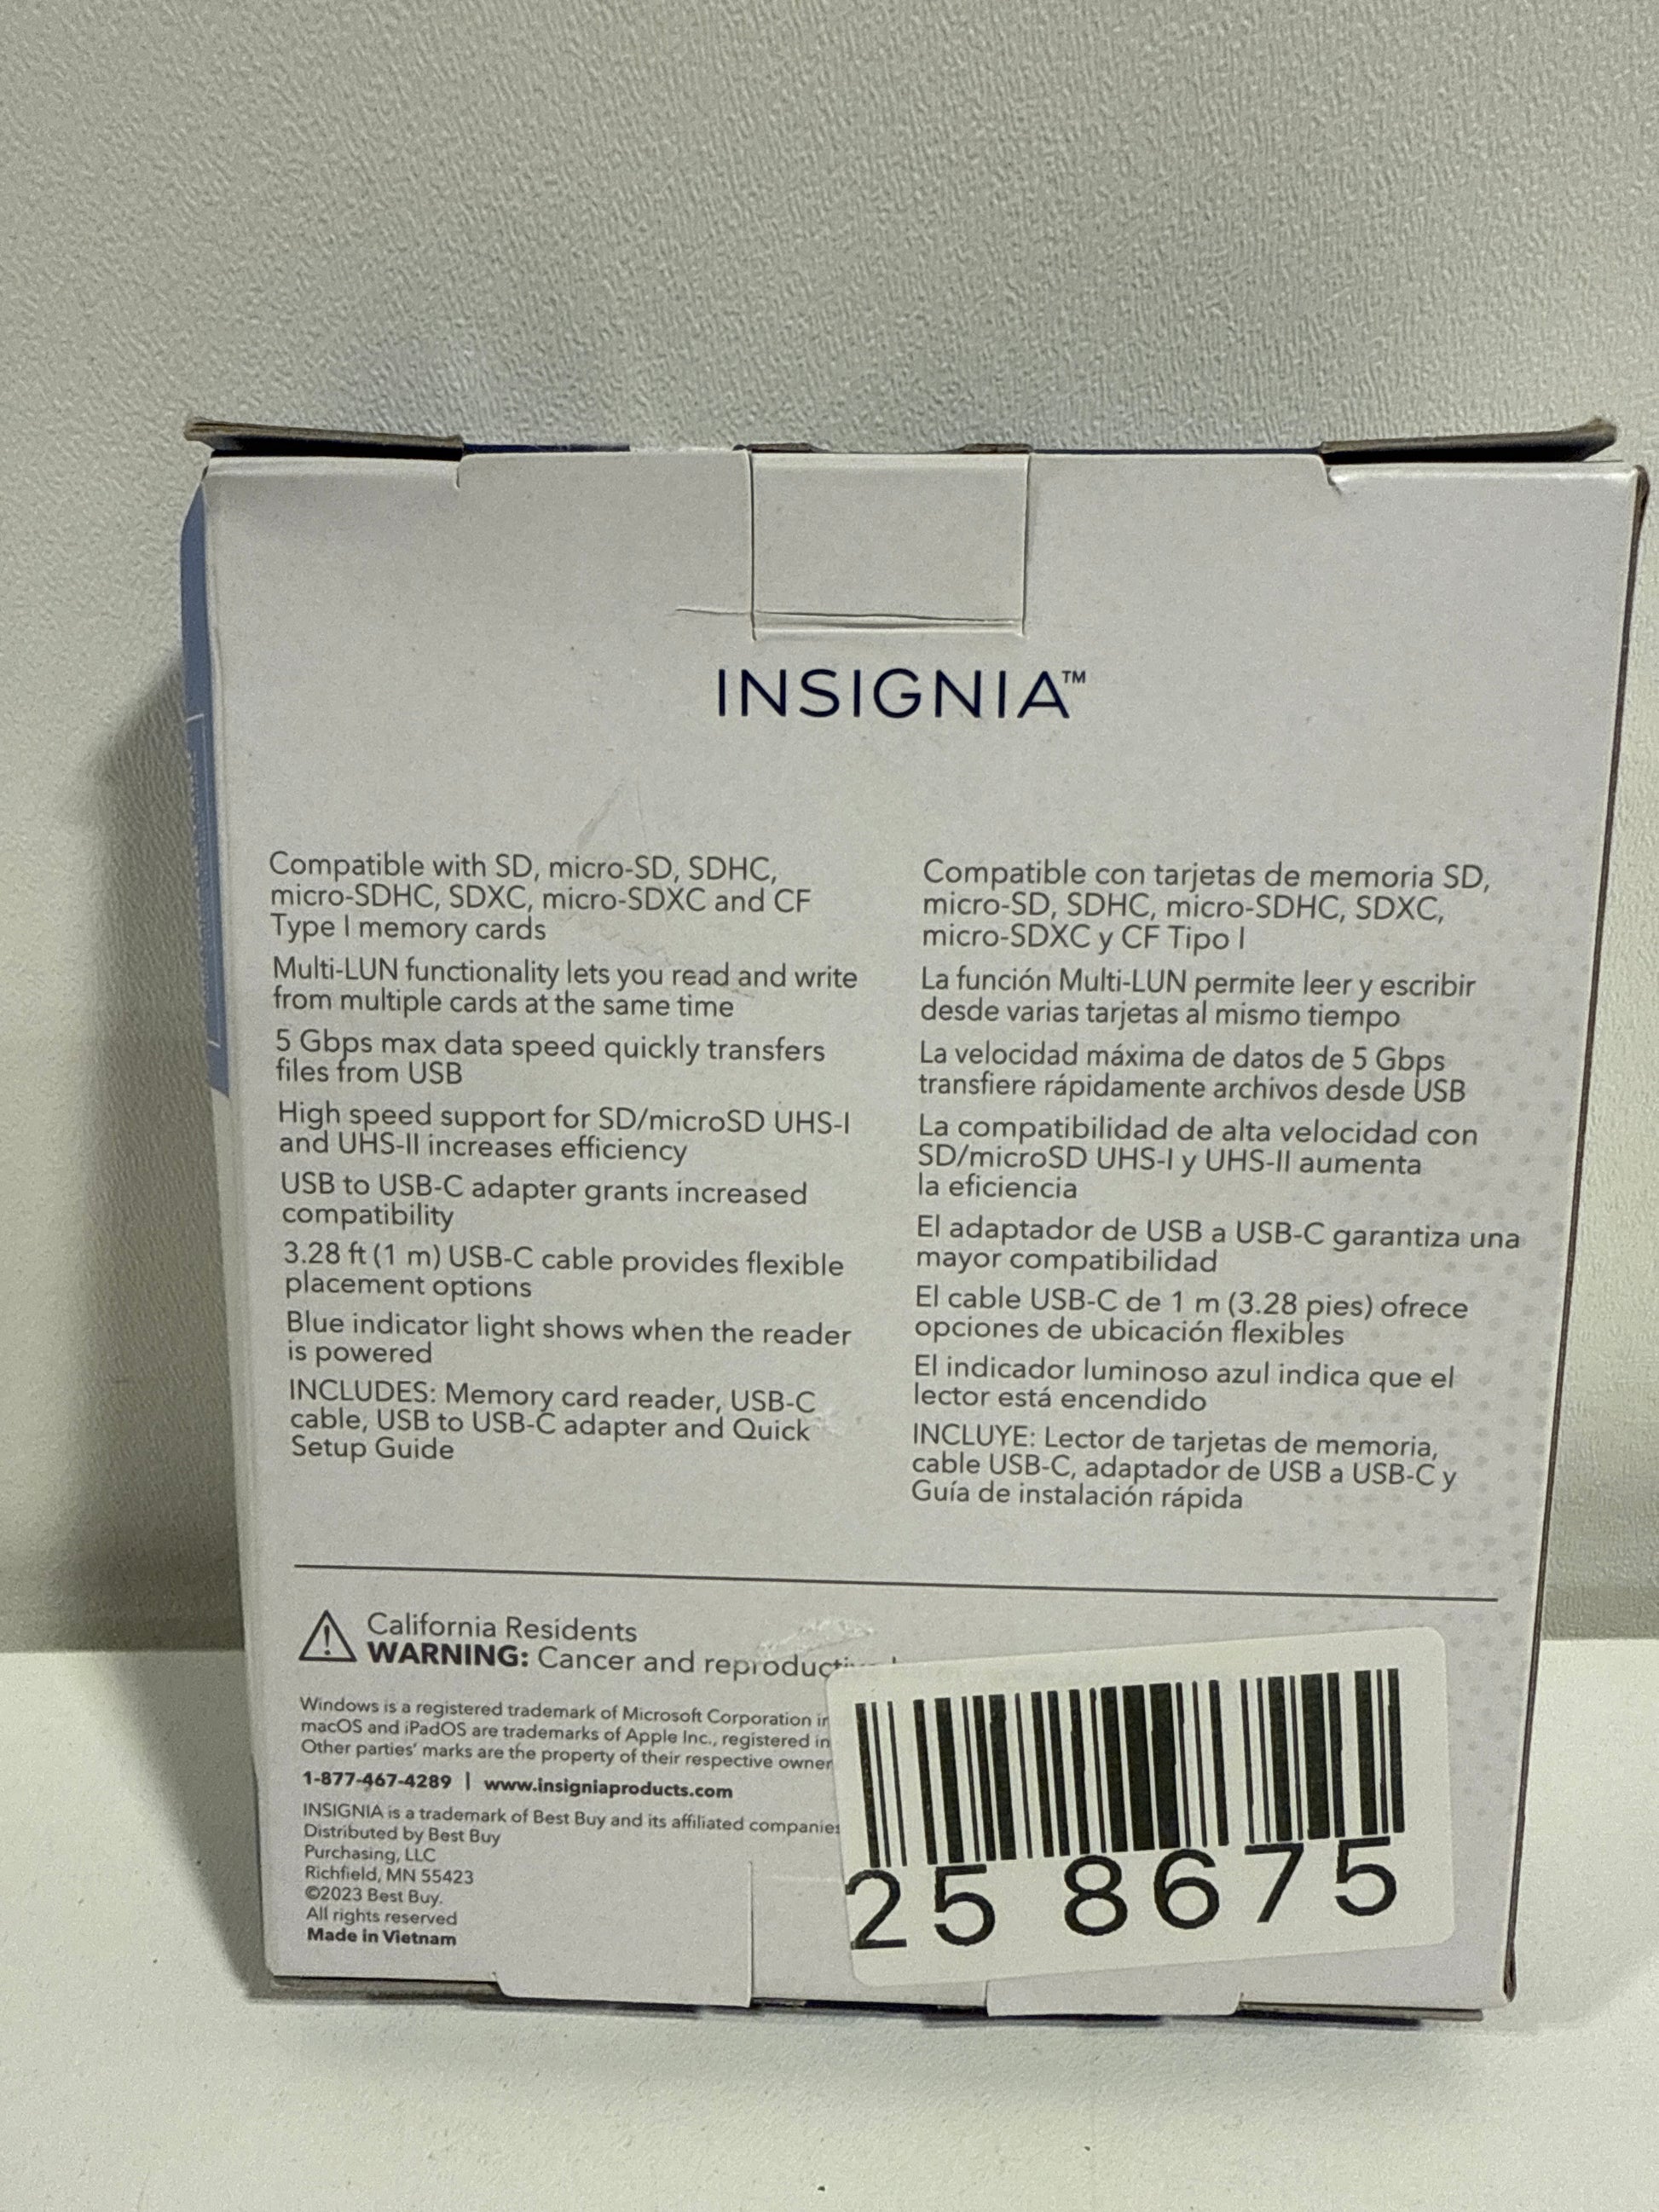 INSIGNIA™
Compatible with SD, micro-SD, SDHC,
micro-SDHC, SDXC, micro-SDXC and CF
Type I memory cards
Multi-LUN functionality lets you read and write
from multiple cards at the same time
5 Gbps max data speed quickly transfers
files from USB
High speed support for SD/microSD UHS-I
and UHS-II increases efficiency
USB to USB-C adapter grants increased
compatibility
3.28 ft (1 m) USB-C cable provides flexible
placement options
Blue indicator light shows when the reader
is powered
INCLUDES: Memory card reader, USB-C
cable, USB to USB-C adapter and Quick
Setup Guide
Compatible con tarjetas de memoria SD,
micro-SD, SDHC, micro-SDHC, SDXC,
micro-SDXC y CF Tipo I
La función Multi-LUN permite leer y escribir
desde varias tarjetas al mismo tiempo
La velocidad máxima de datos de 5 Gbps
transfiere rápidamente archivos desde USB
La compatibilidad de alta velocidad con
SD/microSD UHS-I y UHS-II aumenta
la eficiencia
El adaptador de USB a USB-C garantiza una
mayor compatibilidad
El cable USB-C de 1 m (3.28 pies) ofrece
opciones de ubicación flexibles
El indicador luminoso azul indica que el
lector está encendido
INCLUYE: Lector de tarjetas de memoria,
cable USB-C, adaptador de USB a USB-C y
Guía de instalación rápida
California Residents
WARNING: Cancer and
Windows is a registered trademark of Microsoft Corporation
macOS and iPadOS are trademarks of Apple Inc., registered in
Other parties' marks are the property of their respective
1-877-467-4289 | www.insigniaproducts.com
INSIGNIA is a trademark of Best Buy and its affiliated
Distributed by Best Buy
Purchasing, LLC
Richfield, MN 55423
©2023 Best Buy.
All rights reserved
Made in Vietnam
25 8675